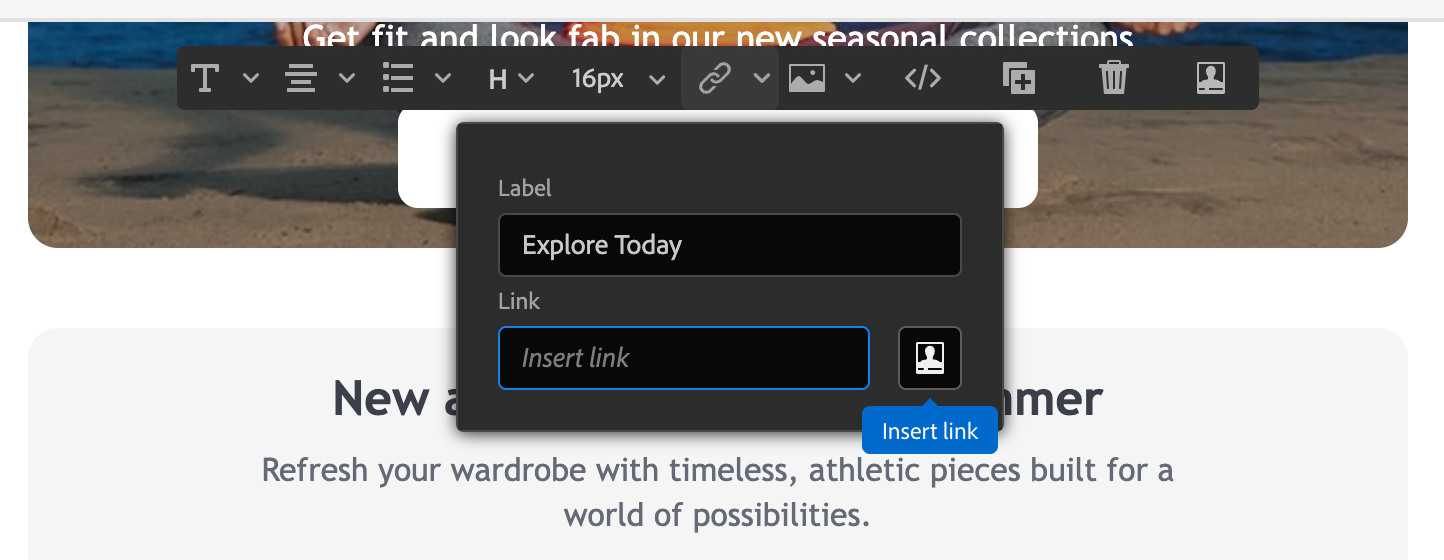 Get fit and look fab in our new seasonal collections
H
16px
Label
Explore Today
Link
Insert link
Insert link
New a mmer
Refresh your wardrobe with timeless, athletic pieces built for a
world of possibilities.